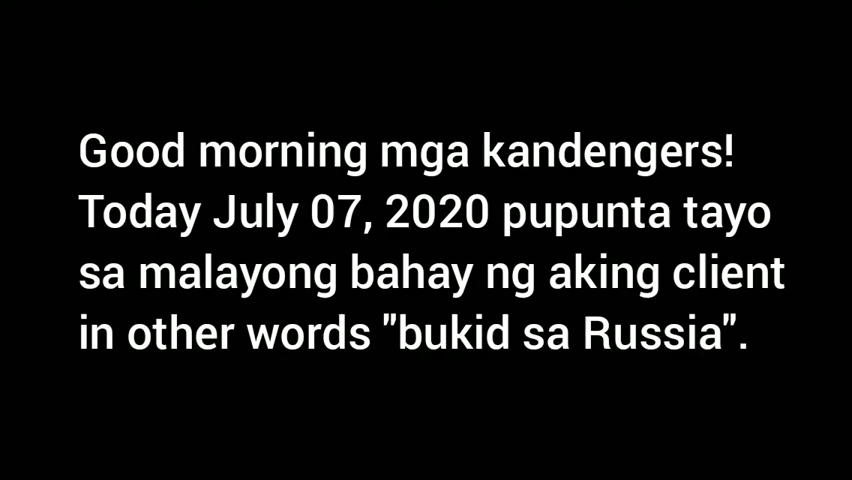 Good morning mga kandengers!
Today July 07, 2020 pupunta tayo
sa malayong bahay ng aking client
in other words "bukid sa Russia".